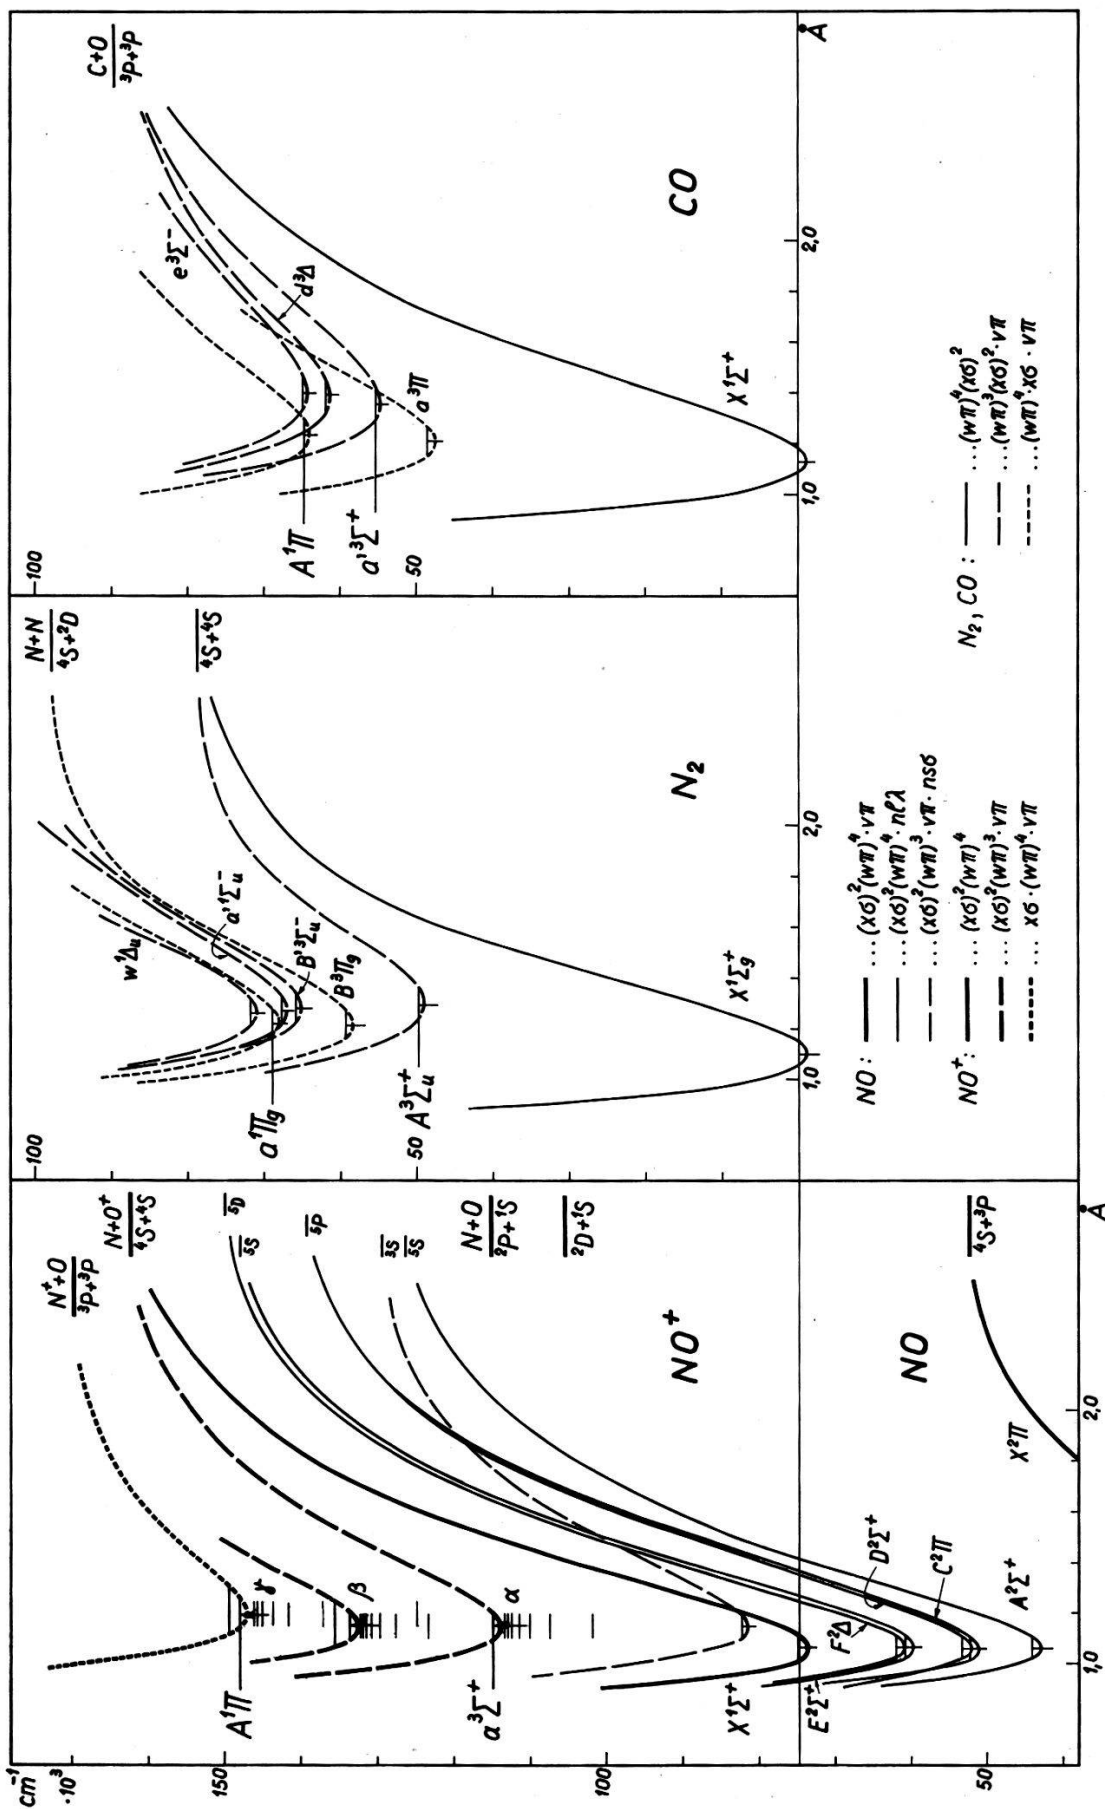 cm⁻¹
·10³
150
100
50
N⁺+O
³P+³P
N+O⁺
⁴S+⁴S
⁵D
⁵S
⁵P
³S
⁵S
N+O
²P+¹S
²D+¹S
⁴S+³P
γ
β
α
A¹Π
a³Σ⁺
X¹Σ⁺
E²Σ⁺
F²Δ
D²Σ⁺
C²Π
A²Σ⁺
X²Π
NO⁺
NO
1,0
2,0
Å
100
50
N+N
⁴S+²D
⁴S+⁴S
w¹Δu
a'¹Σu⁻
B'³Σu⁻
B³Πg
a¹Πg
A³Σu⁺
X¹Σg⁺
N₂
1,0
2,0
100
50
C+O
³P+³P
e³Σ⁻
d³Δ
a³Π
A¹Π
a'³Σ⁺
X¹Σ⁺
CO
1,0
2,0
Å
NO: ...(xσ)²(wπ)⁴·vπ
...(xσ)²(wπ)⁴·nℓλ
...(xσ)²(wπ)³·vπ·nsσ
NO⁺: ...(xσ)²(wπ)⁴
...(xσ)²(wπ)³·vπ
... xσ·(wπ)⁴·vπ
N₂, CO: ...(wπ)⁴(xσ)²
...(wπ)³(xσ)²·vπ
...(wπ)⁴·xσ·vπ